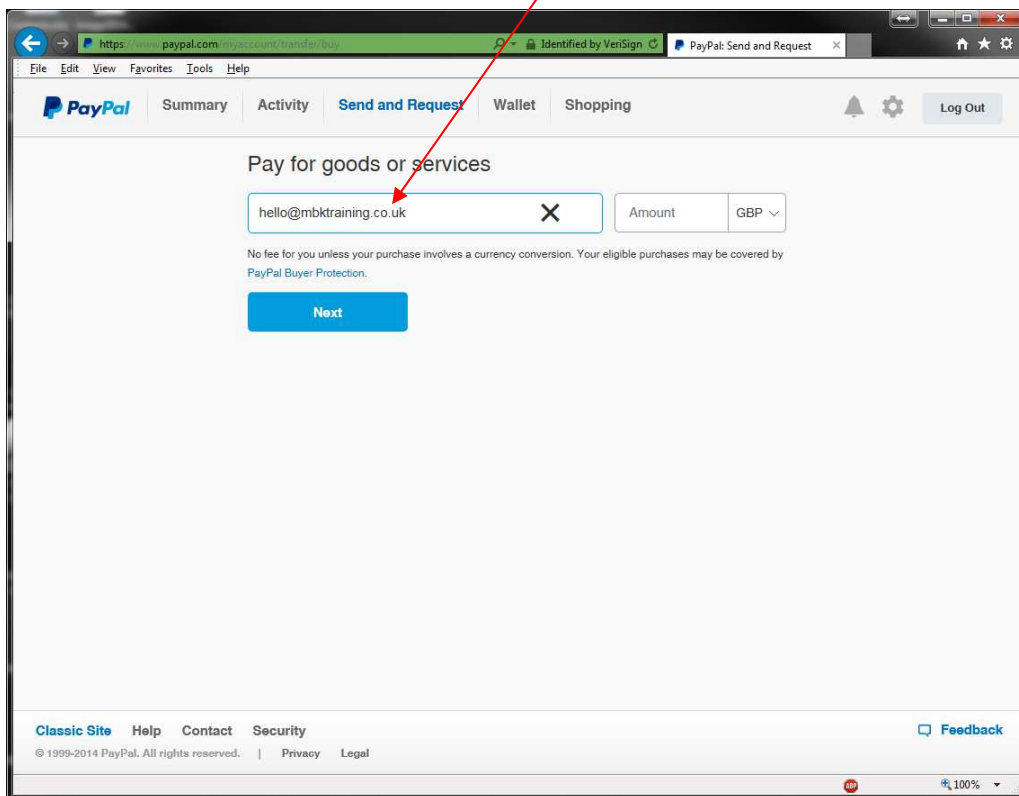 https://www.paypal.com/myaccount/transfer/buy Identified by VeriSign PayPal: Send and Request
File Edit View Favorites Tools Help
PayPal Summary Activity Send and Request Wallet Shopping Log Out
Pay for goods or services
hello@mbktraining.co.uk Amount GBP
No fee for you unless your purchase involves a currency conversion. Your eligible purchases may be covered by
PayPal Buyer Protection.
Next
Classic Site Help Contact Security Feedback
© 1999-2014 PayPal. All rights reserved. | Privacy Legal
ABP 100%